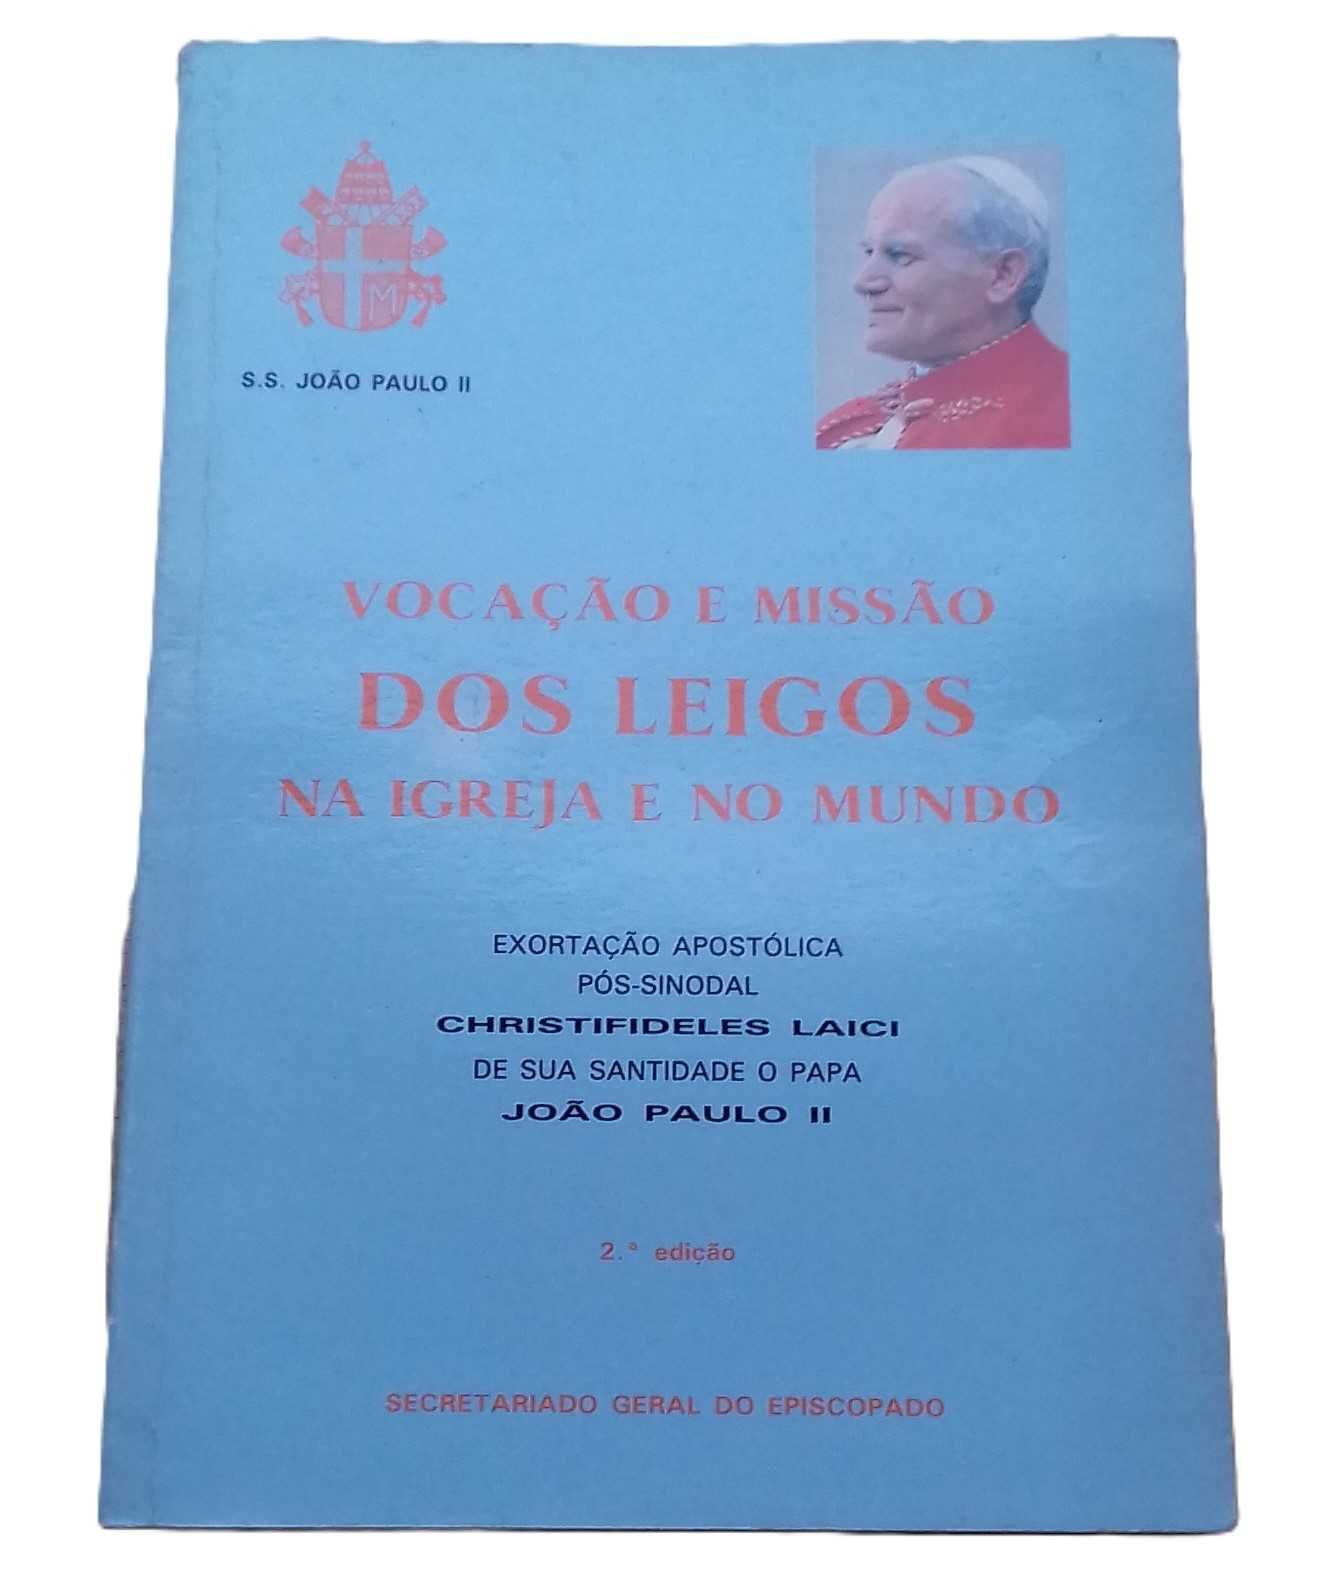 S.S. JOÃO PAULO II
M
VOCAÇÃO E MISSÃO
DOS LEIGOS
NA IGREJA E NO MUNDO
EXORTAÇÃO APOSTÓLICA
PÓS-SINODAL
CHRISTIFIDELES LAICI
DE SUA SANTIDADE O PAPA
JOÃO PAULO II
2.ª edição
SECRETARIADO GERAL DO EPISCOPADO